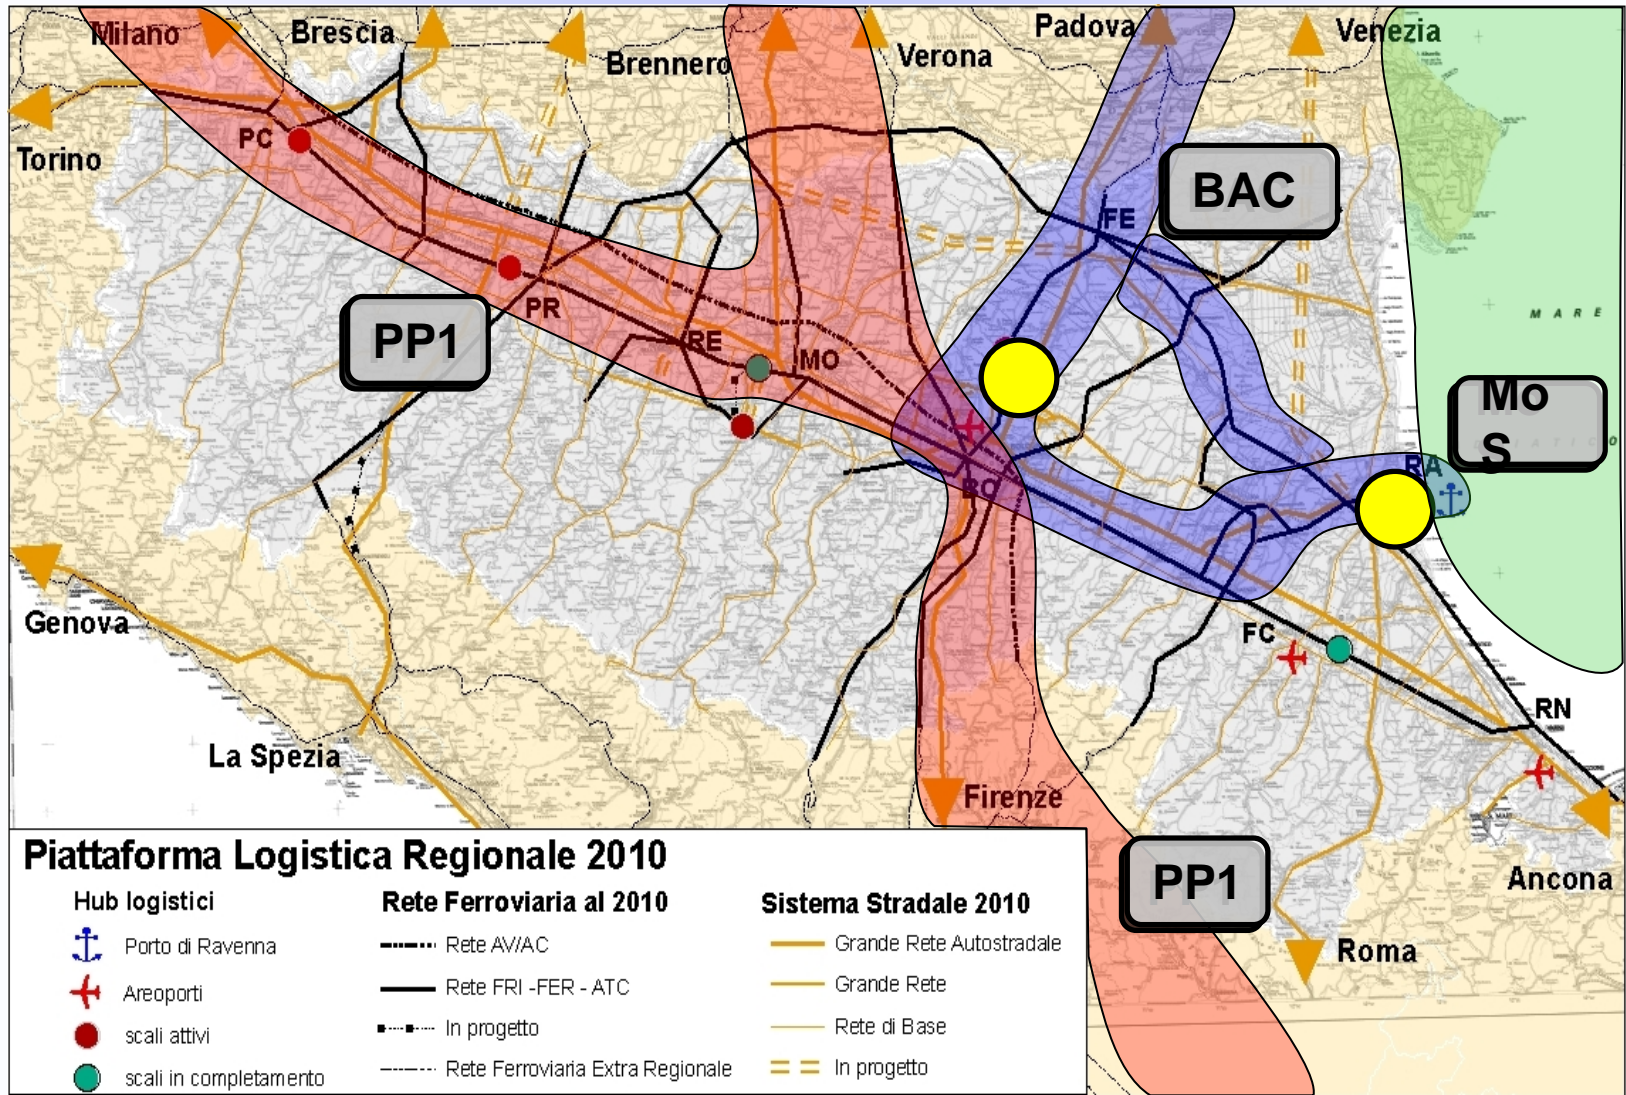 Milano
Brescia
Brennero
Verona
Padova
Venezia
Torino
PC
BAC
FE
PP1
PR
RE
MO
BO
MARE
Mo
S
RA
FC
RN
Genova
La Spezia
Firenze
PP1
Ancona
Roma
Piattaforma Logistica Regionale 2010
Hub logistici
Porto di Ravenna
Areoporti
scali attivi
scali in completamento
Rete Ferroviaria al 2010
Rete AV/AC
Rete FRI -FER - ATC
In progetto
Rete Ferroviaria Extra Regionale
Sistema Stradale 2010
Grande Rete Autostradale
Grande Rete
Rete di Base
In progetto